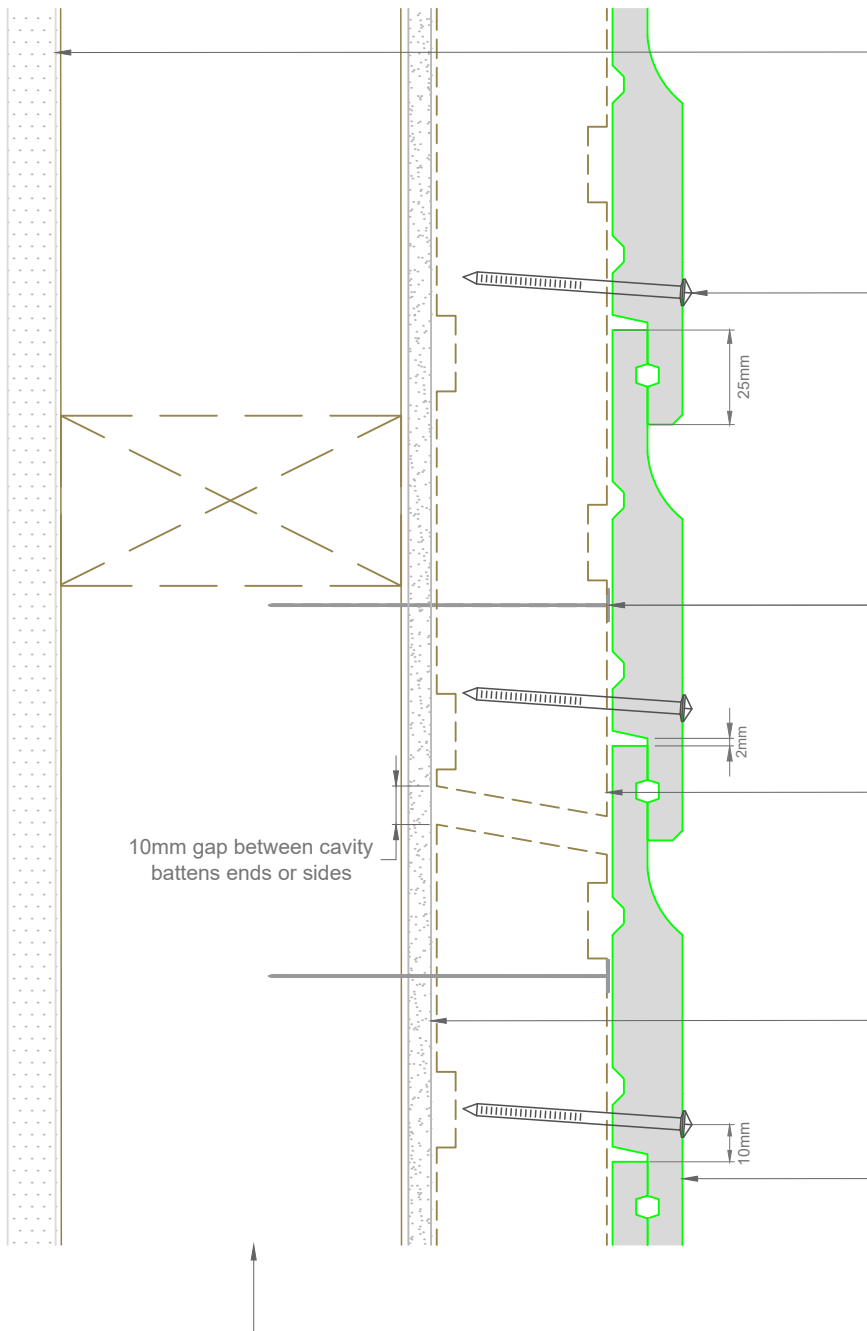 25mm
2mm
10mm gap between cavity
battens ends or sides
10mm